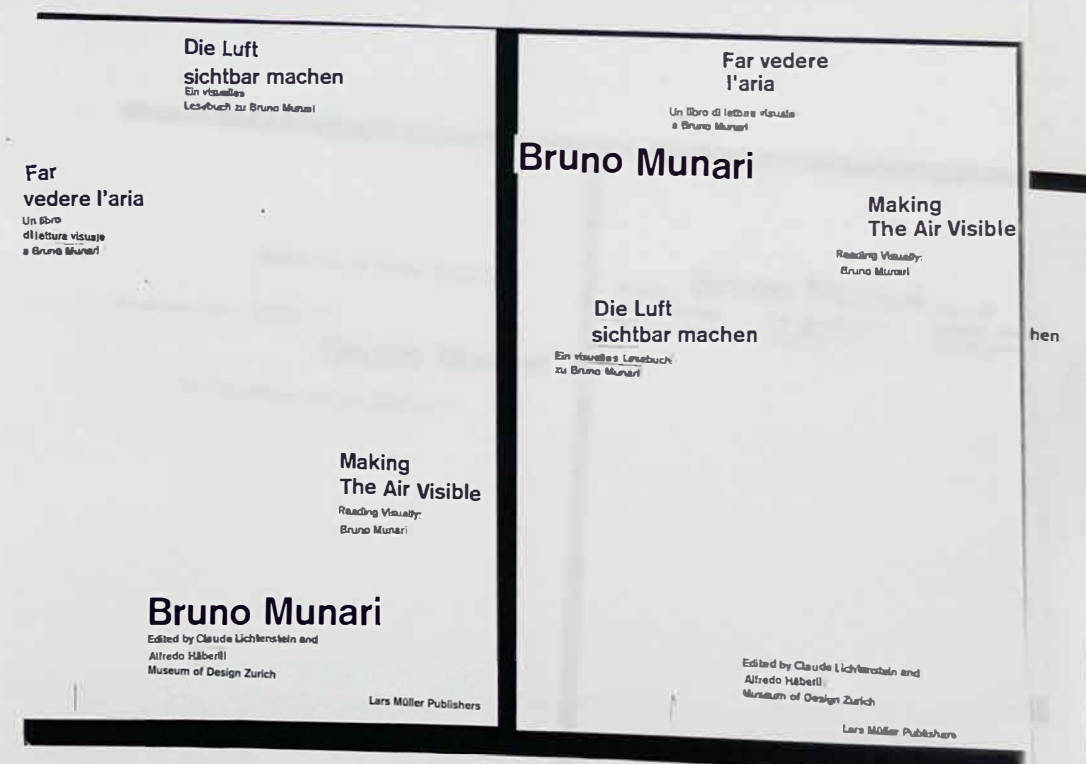 Die Luft
sichtbar machen
Ein visuelles
Lesebuch zu Bruno Munari
Far
vedere l'aria
Un libro
di lettura visuale
a Bruno Munari
Making
The Air Visible
Reading Visually:
Bruno Munari
Bruno Munari
Edited by Claude Lichtenstein and
Alfredo Häberli
Museum of Design Zurich
Lars Müller Publishers
Far vedere
l'aria
Un libro di lettura visuale
a Bruno Munari
Bruno Munari
Making
The Air Visible
Reading Visually:
Bruno Munari
Die Luft
sichtbar machen
Ein visuelles Lesebuch
zu Bruno Munari
Edited by Claude Lichtenstein and
Alfredo Häberli
Museum of Design Zurich
Lars Müller Publishers
hen